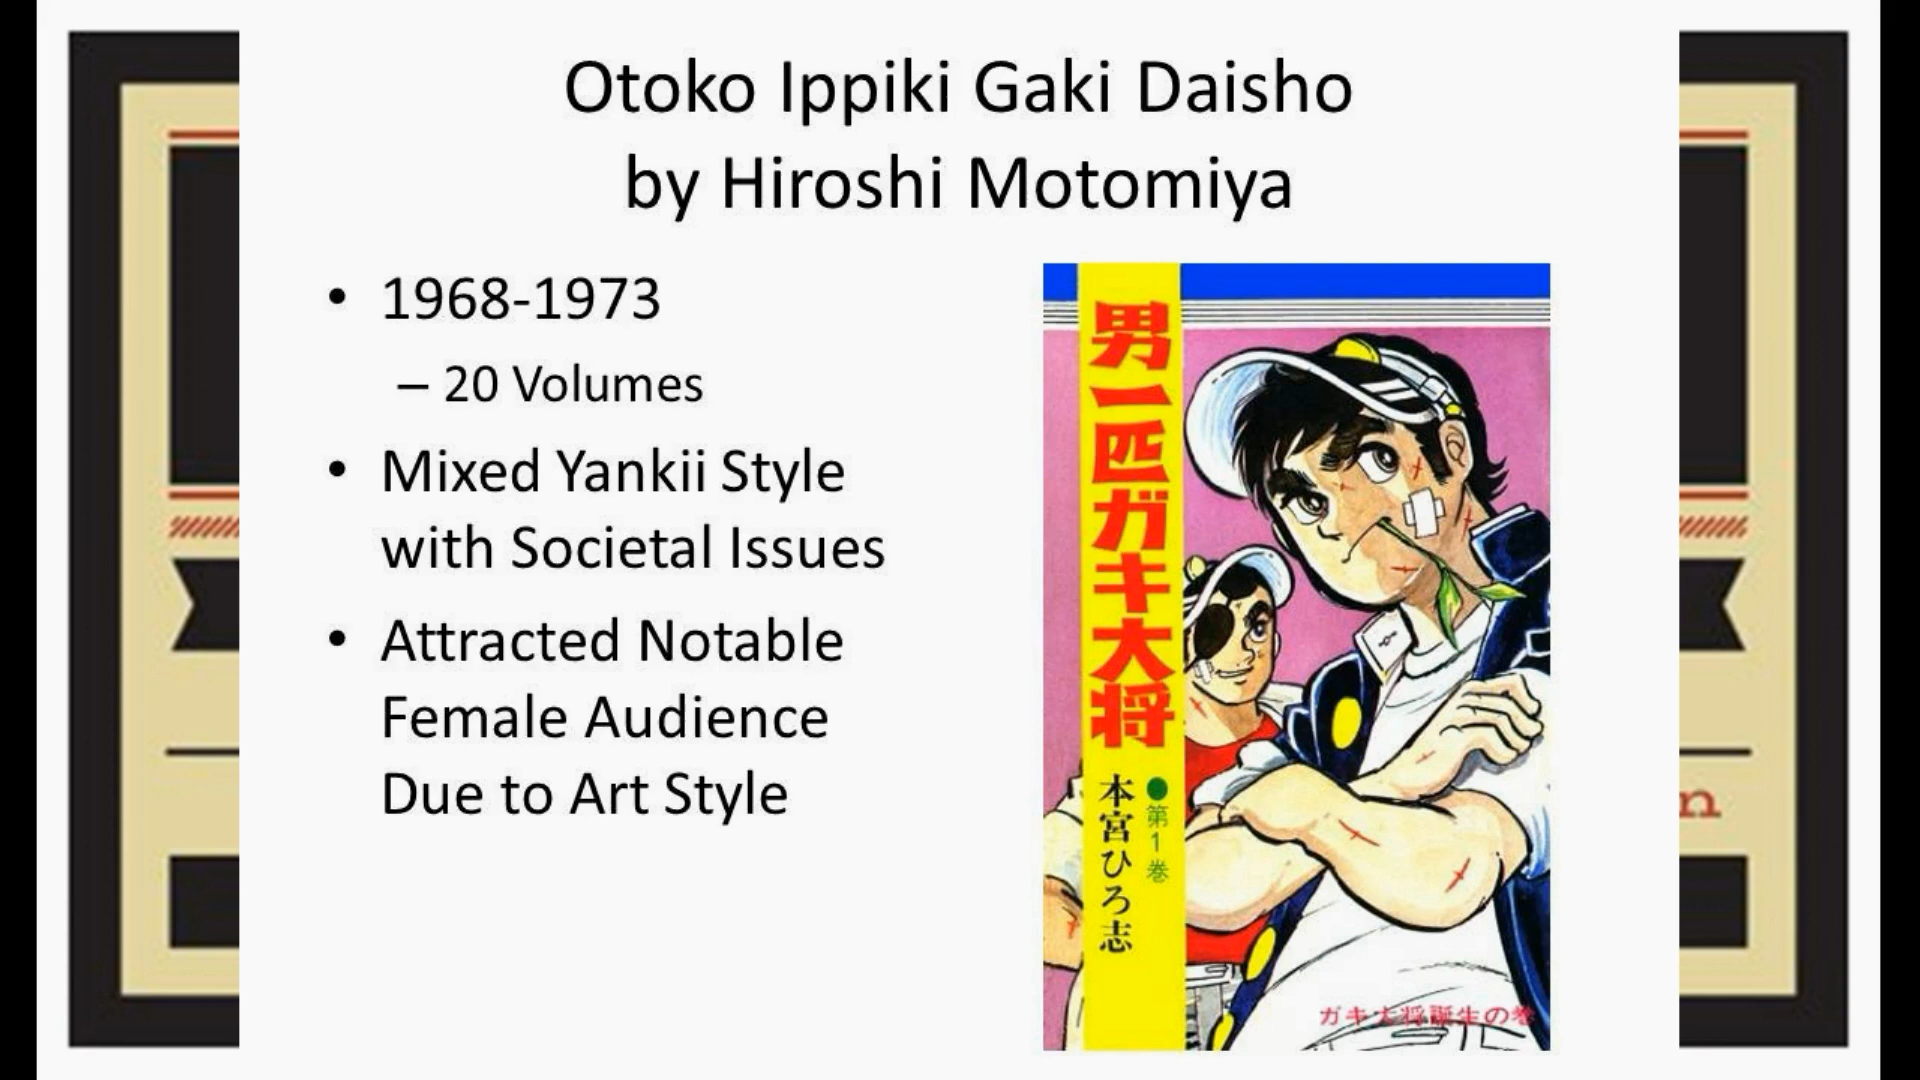 Otoko Ippiki Gaki Daisho
by Hiroshi Motomiya
• 1968-1973
– 20 Volumes
• Mixed Yankii Style
with Societal Issues
• Attracted Notable
Female Audience
Due to Art Style
男一匹ガキ大将
●第1巻
本宮ひろ志
ガキ大将誕生の巻
n